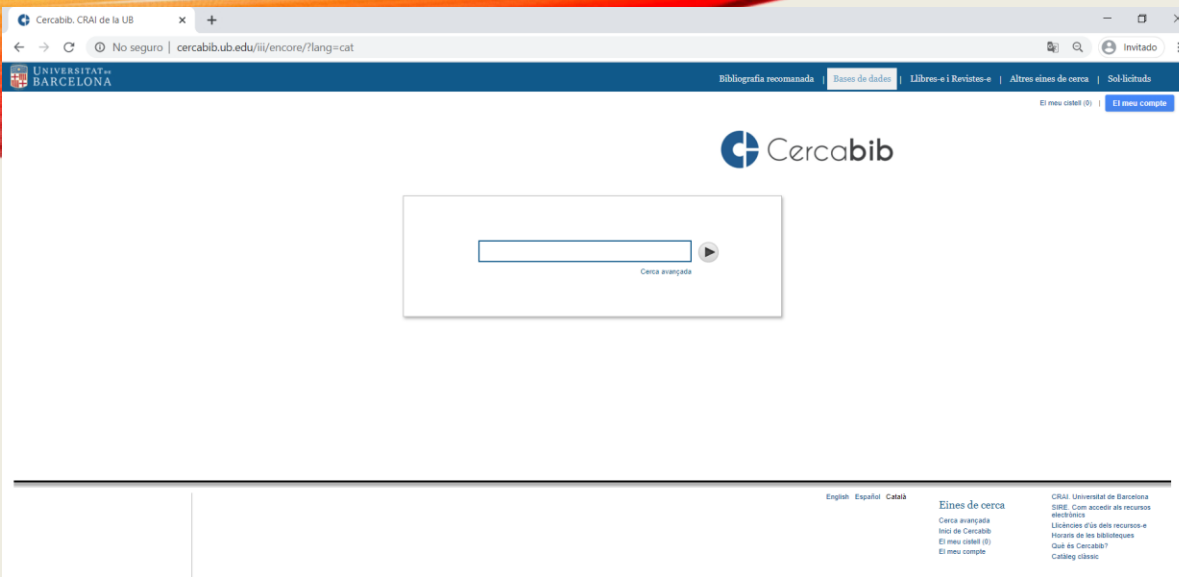 Cercabib. CRAI de la UB
No seguro | cercabib.ub.edu/iii/encore/?lang=cat
Invitado
UNIVERSITAT DE
BARCELONA
Bibliografia recomanada | Bases de dades | Llibres-e i Revistes-e | Altres eines de cerca | Sol·licituds
El meu cistell (0) | El meu compte
Cercabib
Cerca avançada
English Español Català
Eines de cerca
Cerca avançada
Inici de Cercabib
El meu cistell (0)
El meu compte
CRAI. Universitat de Barcelona
SIRE. Com accedir als recursos
electrònics
Llicències d'ús dels recursos-e
Horaris de les biblioteques
Què és Cercabib?
Catàleg clàssic